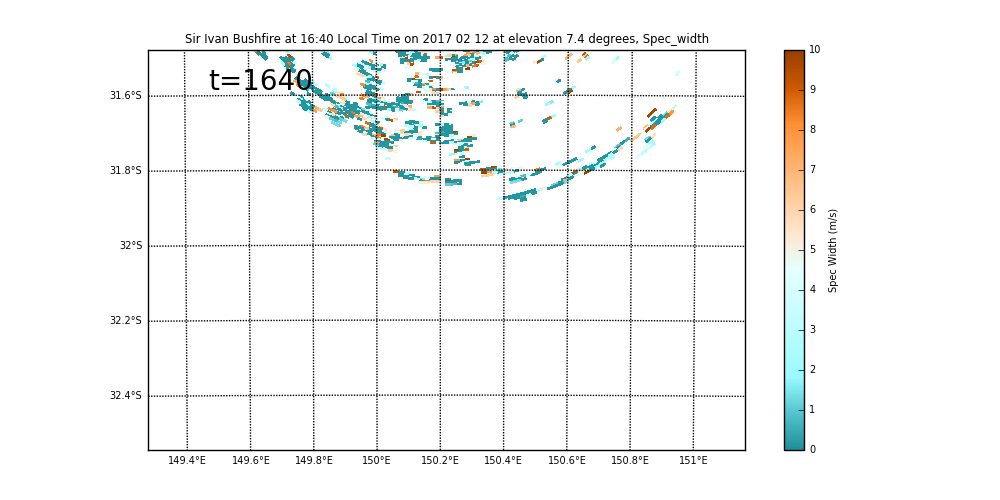 Sir Ivan Bushfire at 16:40 Local Time on 2017 02 12 at elevation 7.4 degrees, Spec_width
t=1640
31.6°S
31.8°S
32°S
32.2°S
32.4°S
149.4°E 149.6°E 149.8°E 150°E 150.2°E 150.4°E 150.6°E 150.8°E 151°E
10
9
8
7
6
5
4
3
2
1
0
Spec Width (m/s)